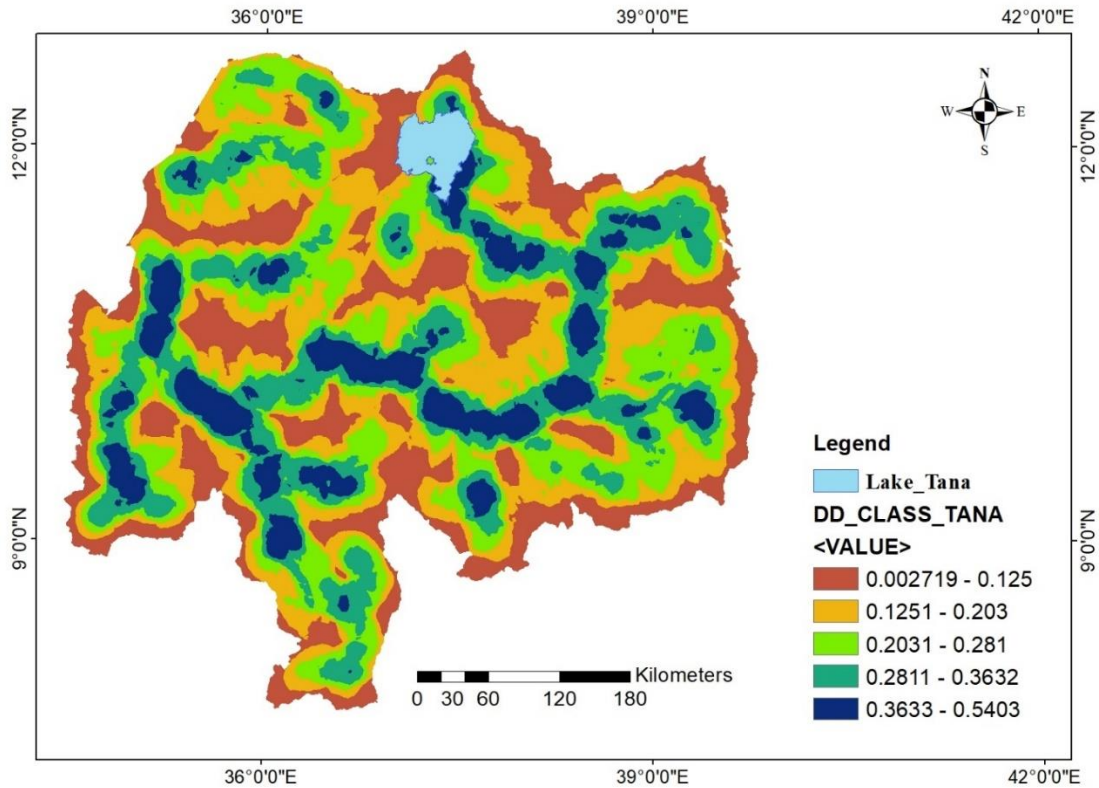 36°0'0"E 39°0'0"E 42°0'0"E
12°0'0"N
12°0'0"N
N
W E
S
9°0'0"N
9°0'0"N
Legend
Lake_Tana
DD_CLASS_TANA
<VALUE>
0.002719 - 0.125
0.1251 - 0.203
0.2031 - 0.281
0.2811 - 0.3632
0.3633 - 0.5403
Kilometers
0 30 60 120 180
36°0'0"E 39°0'0"E 42°0'0"E